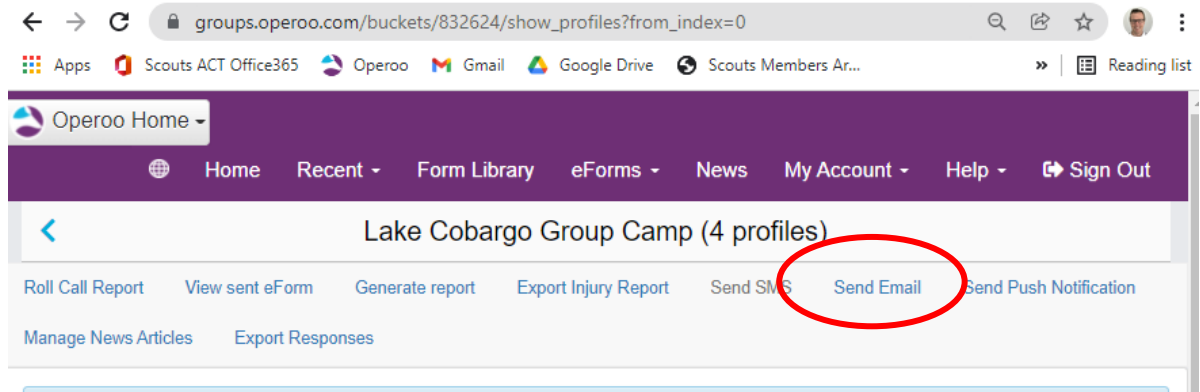 groups.operoo.com/buckets/832624/show_profiles?from_index=0
Apps Scouts ACT Office365 Operoo Gmail Google Drive Scouts Members Ar... » Reading list
Operoo Home
Home Recent Form Library eForms News My Account Help Sign Out
Lake Cobargo Group Camp (4 profiles)
Roll Call Report View sent eForm Generate report Export Injury Report Send SMS Send Email Send Push Notification
Manage News Articles Export Responses